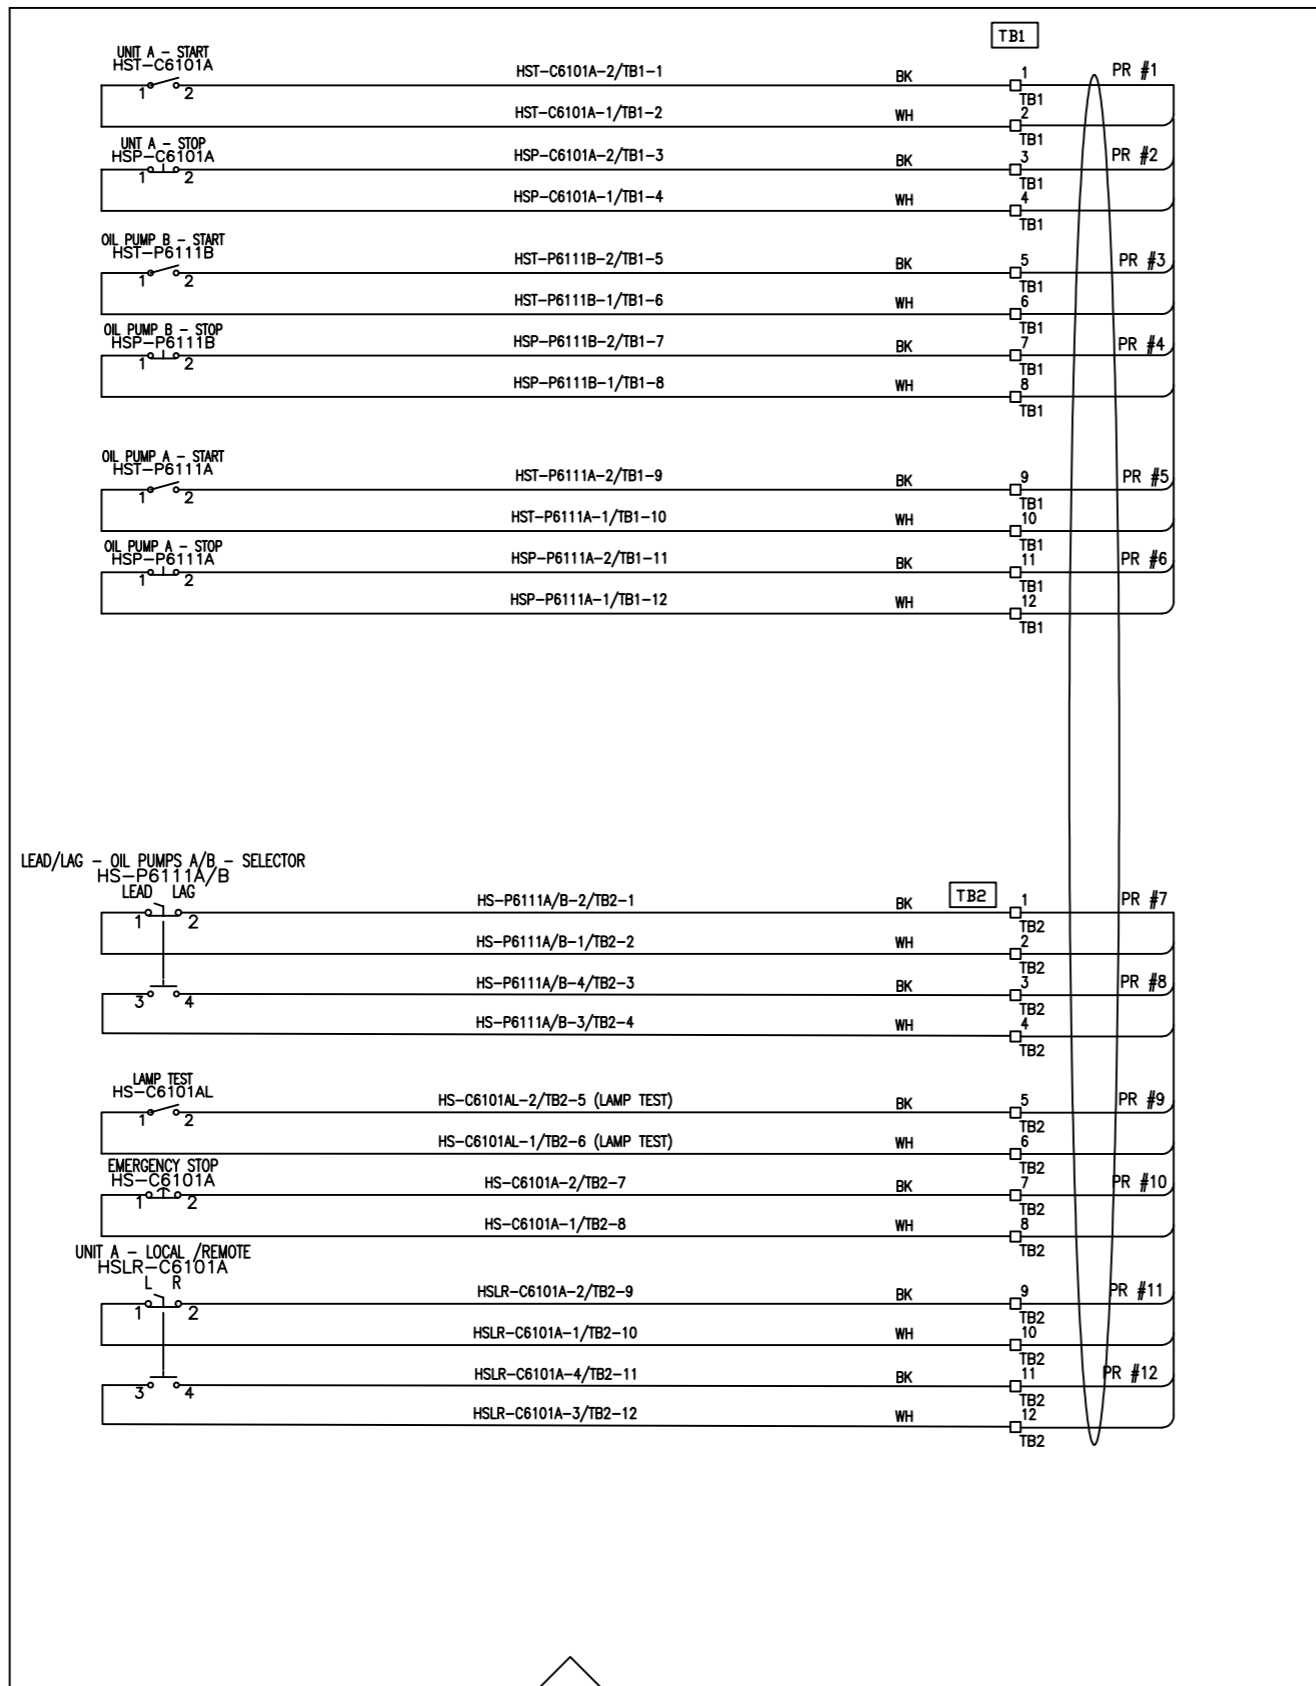 TB1
UNIT A - START
HST-C6101A
1 2
HST-C6101A-2/TB1-1 BK 1 PR #1
TB1
HST-C6101A-1/TB1-2 WH 2
TB1
UNT A - STOP
HSP-C6101A
1 2
HSP-C6101A-2/TB1-3 BK 3 PR #2
TB1
HSP-C6101A-1/TB1-4 WH 4
TB1
OIL PUMP B - START
HST-P6111B
1 2
HST-P6111B-2/TB1-5 BK 5 PR #3
TB1
HST-P6111B-1/TB1-6 WH 6
TB1
OIL PUMP B - STOP
HSP-P6111B
1 2
HSP-P6111B-2/TB1-7 BK 7 PR #4
TB1
HSP-P6111B-1/TB1-8 WH 8
TB1
OIL PUMP A - START
HST-P6111A
1 2
HST-P6111A-2/TB1-9 BK 9 PR #5
TB1
HST-P6111A-1/TB1-10 WH 10
TB1
OIL PUMP A - STOP
HSP-P6111A
1 2
HSP-P6111A-2/TB1-11 BK 11 PR #6
TB1
HSP-P6111A-1/TB1-12 WH 12
TB1
LEAD/LAG - OIL PUMPS A/B - SELECTOR
HS-P6111A/B
LEAD LAG
1 2
HS-P6111A/B-2/TB2-1 BK TB2 1 PR #7
TB2
HS-P6111A/B-1/TB2-2 WH 2
TB2
3 4
HS-P6111A/B-4/TB2-3 BK 3 PR #8
TB2
HS-P6111A/B-3/TB2-4 WH 4
TB2
LAMP TEST
HS-C6101AL
1 2
HS-C6101AL-2/TB2-5 (LAMP TEST) BK 5 PR #9
TB2
HS-C6101AL-1/TB2-6 (LAMP TEST) WH 6
TB2
EMERGENCY STOP
HS-C6101A
1 2
HS-C6101A-2/TB2-7 BK 7 PR #10
TB2
HS-C6101A-1/TB2-8 WH 8
TB2
UNIT A - LOCAL /REMOTE
HSLR-C6101A
L R
1 2
HSLR-C6101A-2/TB2-9 BK 9 PR #11
TB2
HSLR-C6101A-1/TB2-10 WH 10
TB2
3 4
HSLR-C6101A-4/TB2-11 BK 11 PR #12
TB2
HSLR-C6101A-3/TB2-12 WH 12
TB2